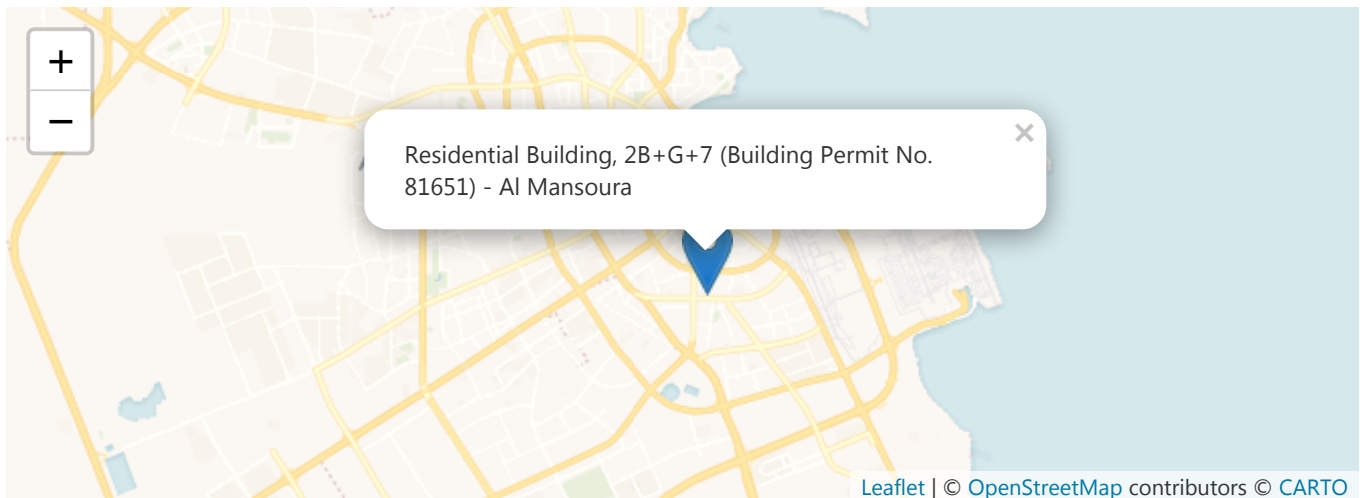 +
−
×
Residential Building, 2B+G+7 (Building Permit No.
81651) - Al Mansoura
Leaflet | © OpenStreetMap contributors © CARTO